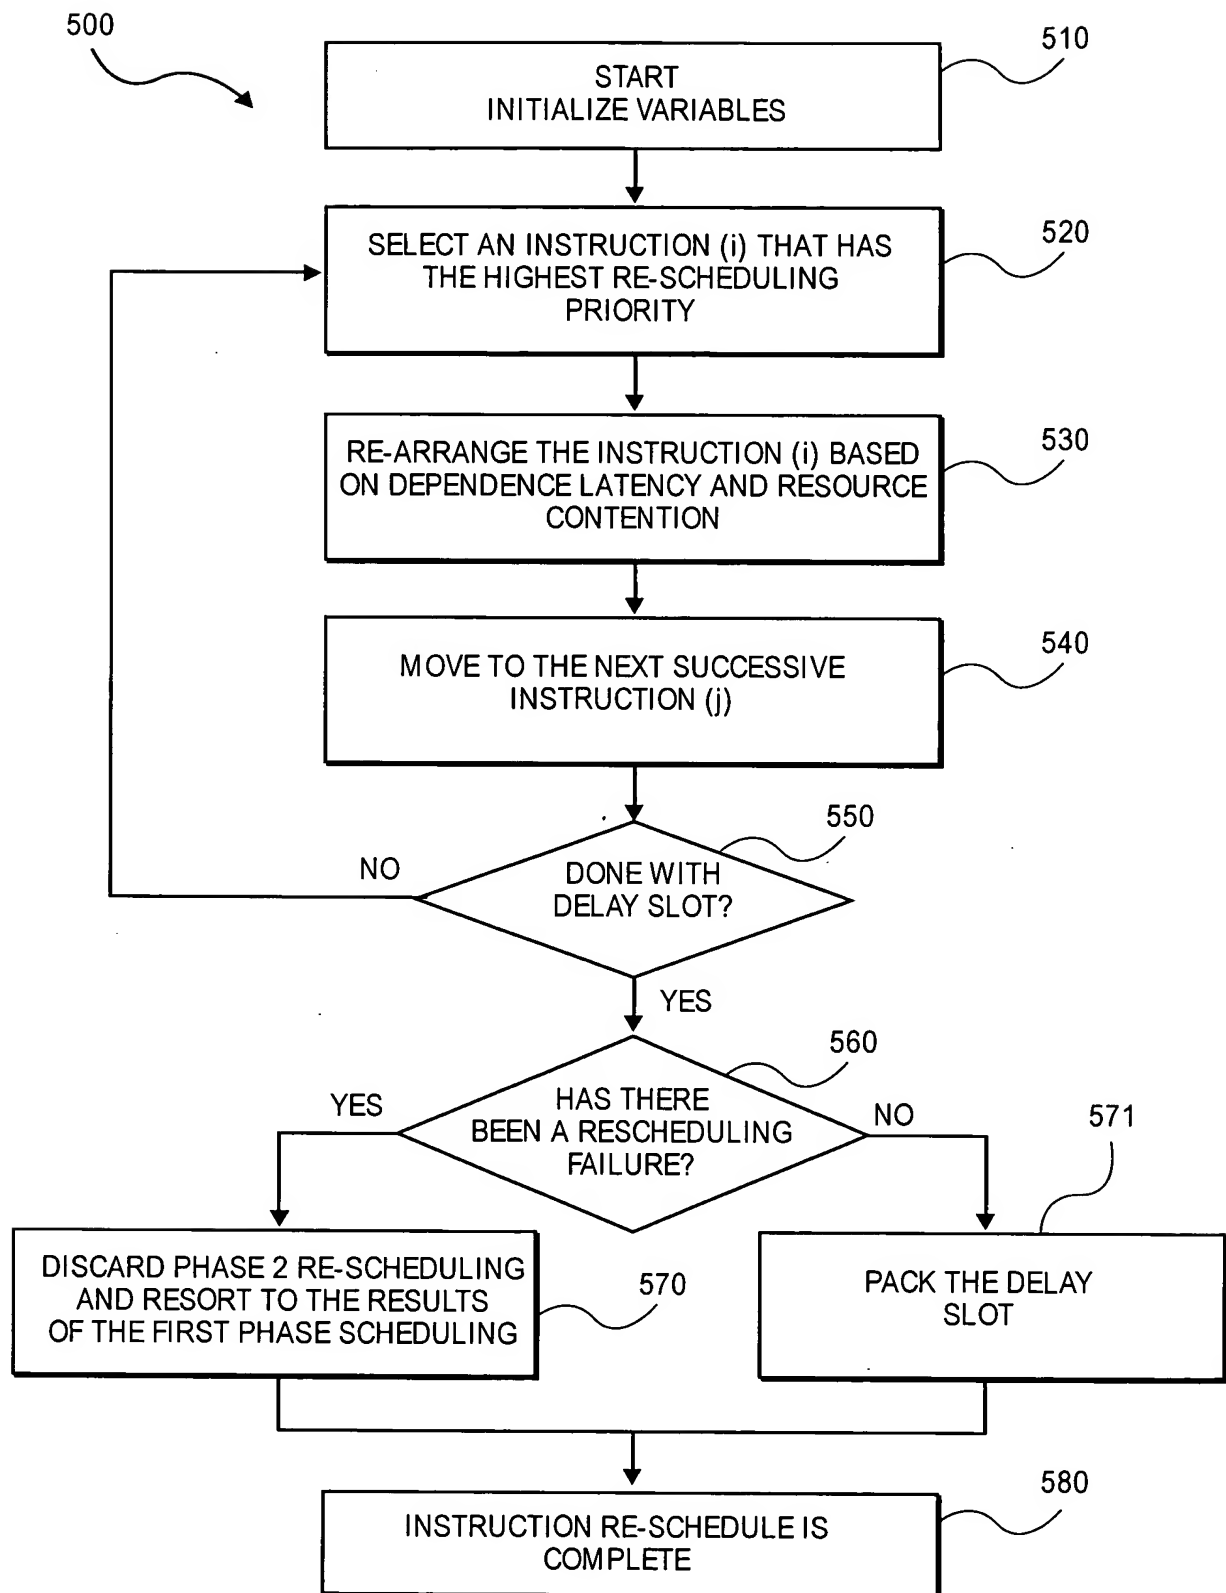 500
510
START
INITIALIZE VARIABLES
520
SELECT AN INSTRUCTION (i) THAT HAS
THE HIGHEST RE-SCHEDULING
PRIORITY
530
RE-ARRANGE THE INSTRUCTION (i) BASED
ON DEPENDENCE LATENCY AND RESOURCE
CONTENTION
540
MOVE TO THE NEXT SUCCESSIVE
INSTRUCTION (j)
550
NO
DONE WITH
DELAY SLOT?
YES
560
YES
HAS THERE
BEEN A RESCHEDULING
FAILURE?
NO
571
DISCARD PHASE 2 RE-SCHEDULING
AND RESORT TO THE RESULTS
OF THE FIRST PHASE SCHEDULING
570
PACK THE DELAY
SLOT
580
INSTRUCTION RE-SCHEDULE IS
COMPLETE